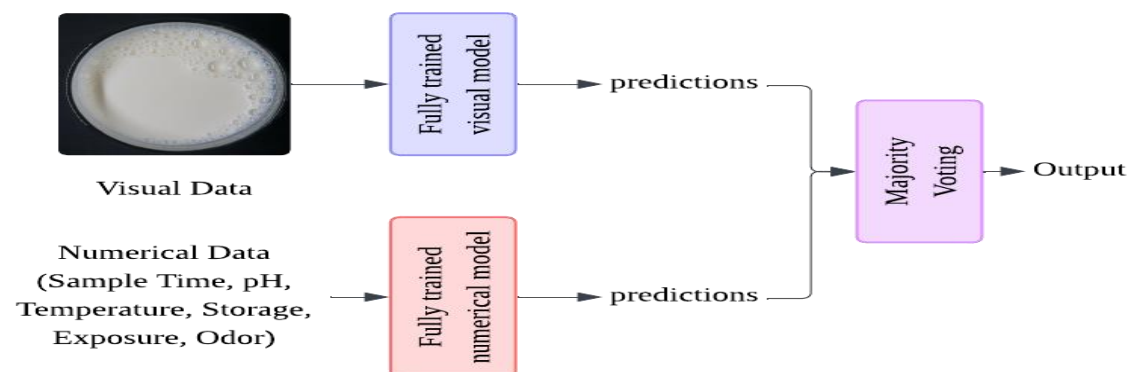 Fully trained
visual model
predictions
Visual Data
Majority
Voting
Output
Numerical Data
(Sample Time, pH,
Temperature, Storage,
Exposure, Odor)
Fully trained
numerical model
predictions